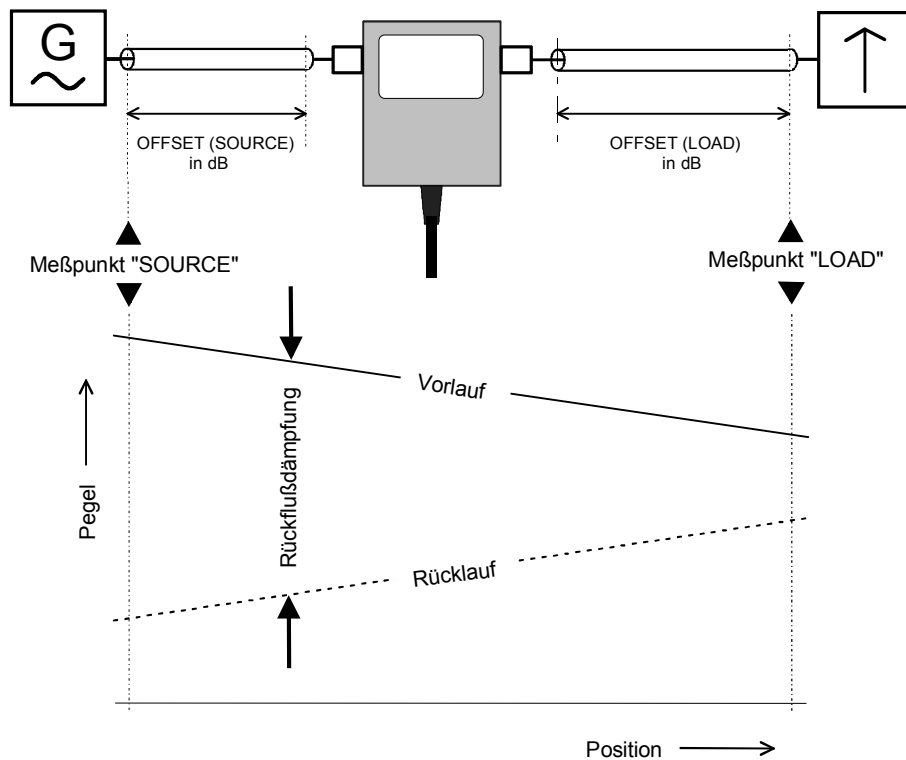 G
OFFSET (SOURCE)
in dB
OFFSET (LOAD)
in dB
Meßpunkt "SOURCE"
Meßpunkt "LOAD"
Vorlauf
Rückflußdämpfung
Pegel
Rücklauf
Position